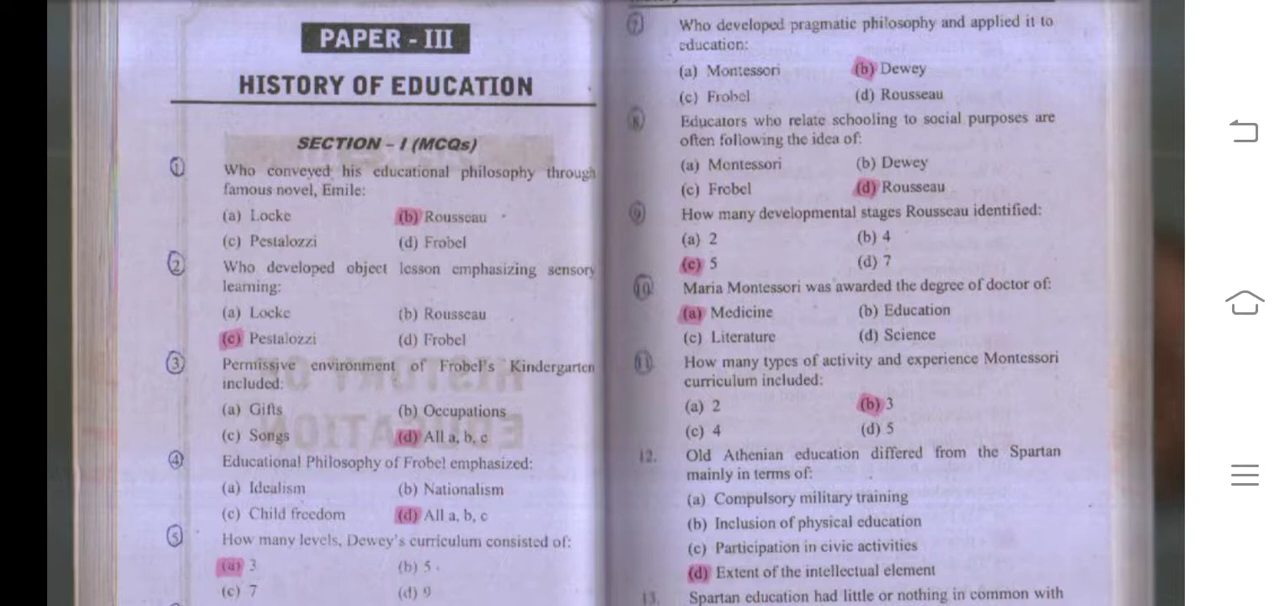 PAPER - III
HISTORY OF EDUCATION
SECTION - I (MCQs)
1 Who conveyed his educational philosophy through
famous novel, Emile:
(a) Locke (b) Rousseau
(c) Pestalozzi (d) Frobel
2 Who developed object lesson emphasizing sensory
learning:
(a) Locke (b) Rousseau
(c) Pestalozzi (d) Frobel
3 Permissive environment of Frobel's Kindergarten
included:
(a) Gifts (b) Occupations
(c) Songs (d) All a, b, c
4 Educational Philosophy of Frobel emphasized:
(a) Idealism (b) Nationalism
(c) Child freedom (d) All a, b, c
5 How many levels, Dewey's curriculum consisted of:
(a) 3 (b) 5
(c) 7 (d) 9
7 Who developed pragmatic philosophy and applied it to
education:
(a) Montessori (b) Dewey
(c) Frobel (d) Rousseau
8 Educators who relate schooling to social purposes are
often following the idea of:
(a) Montessori (b) Dewey
(c) Frobel (d) Rousseau
9 How many developmental stages Rousseau identified:
(a) 2 (b) 4
(c) 5 (d) 7
10 Maria Montessori was awarded the degree of doctor of:
(a) Medicine (b) Education
(c) Literature (d) Science
11 How many types of activity and experience Montessori
curriculum included:
(a) 2 (b) 3
(c) 4 (d) 5
12. Old Athenian education differed from the Spartan
mainly in terms of:
(a) Compulsory military training
(b) Inclusion of physical education
(c) Participation in civic activities
(d) Extent of the intellectual element
13. Spartan education had little or nothing in common with